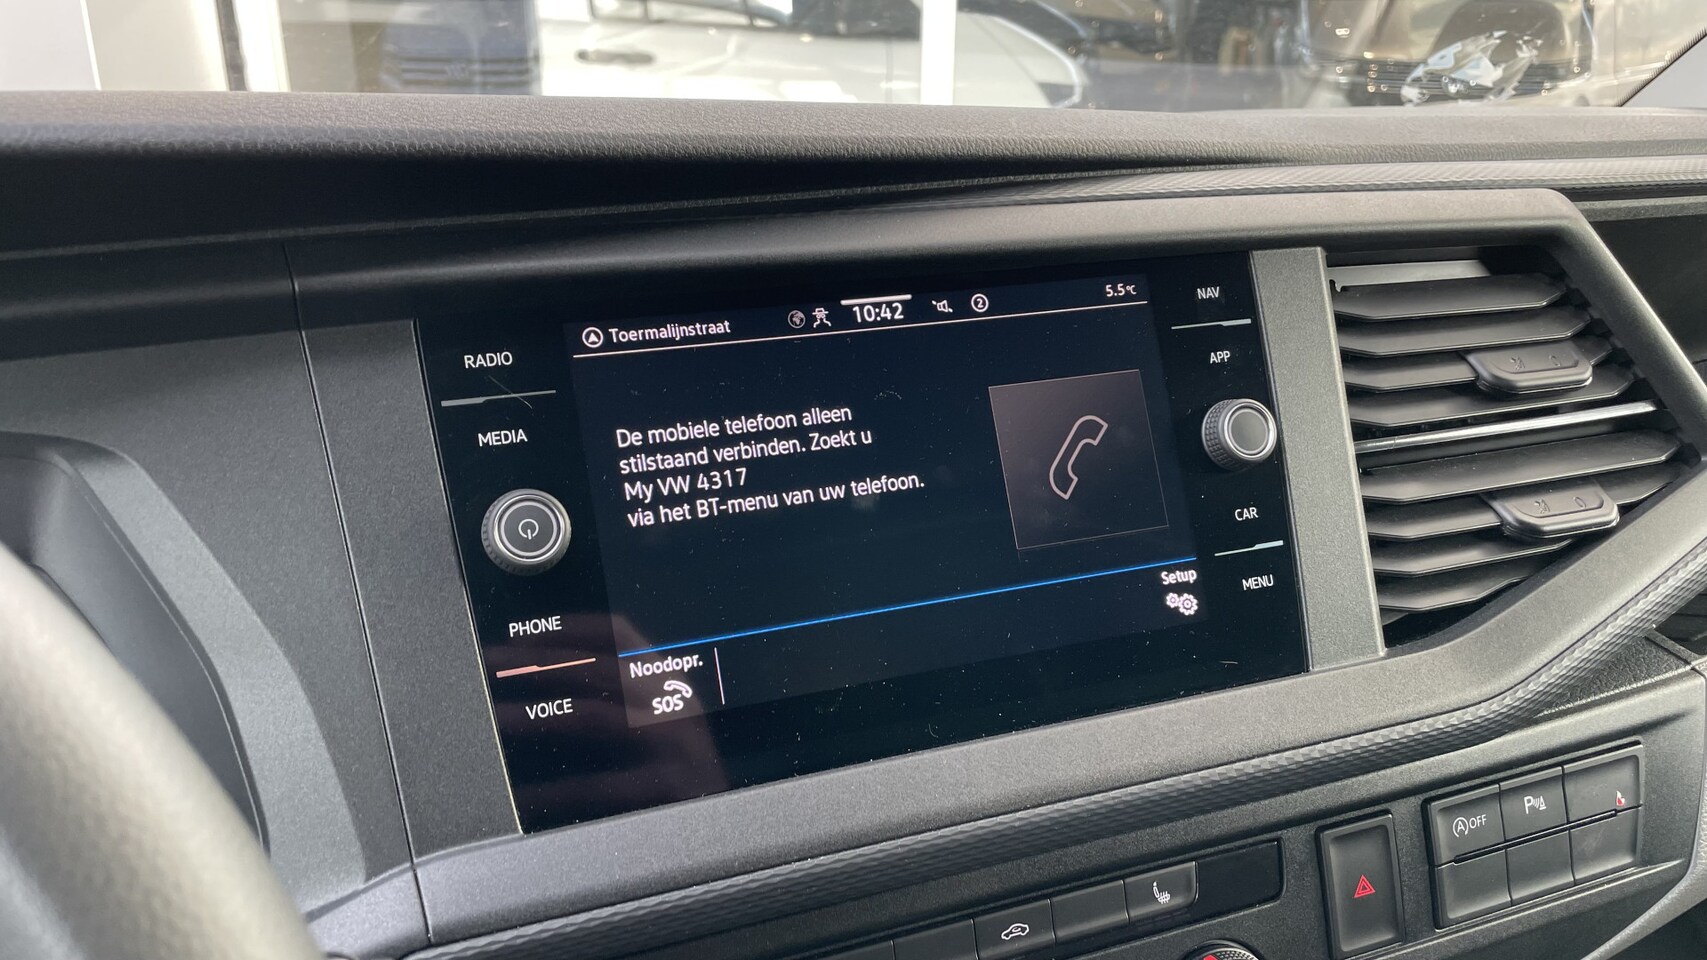 RADIO
MEDIA
PHONE
VOICE
Toermalijnstraat
10:42
2
5.5°C
De mobiele telefoon alleen
stilstaand verbinden. Zoekt u
My VW 4317
via het BT-menu van uw telefoon.
Setup
Noodopr.
SOS
NAV
APP
CAR
MENU
A OFF
P